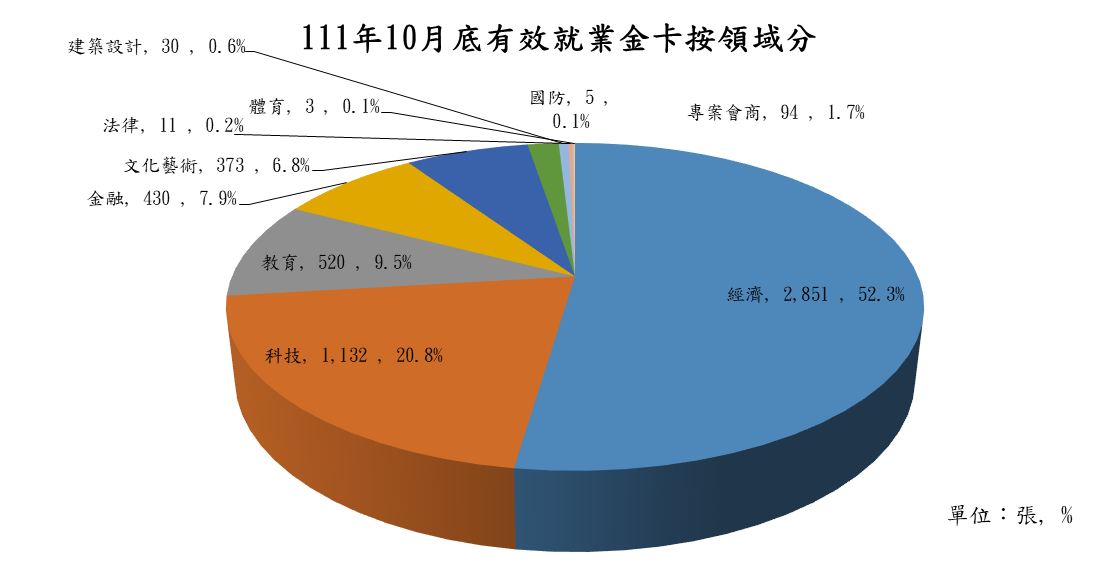 111年10月底有效就業金卡按領域分
建築設計, 30 , 0.6%
體育, 3 , 0.1%
國防, 5 ,
0.1%
專案會商, 94 , 1.7%
法律, 11 , 0.2%
文化藝術, 373 , 6.8%
金融, 430 , 7.9%
教育, 520 , 9.5%
經濟, 2,851 , 52.3%
科技, 1,132 , 20.8%
單位：張, %